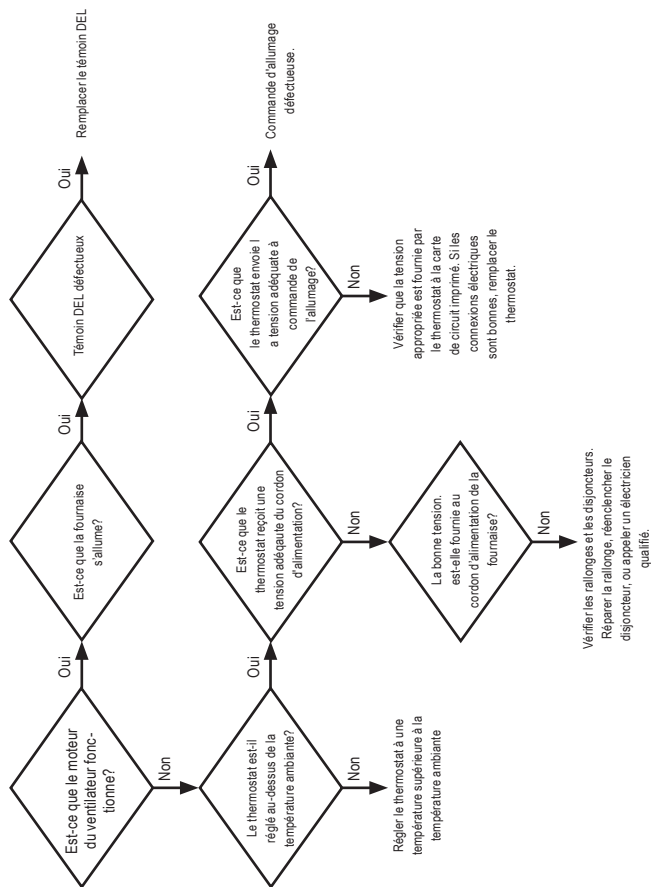 Est-ce que le moteur
du ventilateur fonc-
tionne?
Oui
Est-ce que la fournaise
s'allume?
Oui
Témoin DEL défectueux
Oui
Remplacer le témoin DEL
Non
Le thermostat est-il
réglé au-dessus de la
température ambiante?
Oui
Est-ce que le
thermostat reçoit une
tension adéqaute du cordon
d'alimentation?
Oui
Est-ce que
le thermostat envoie l
a tension adéquate à
commande de
l'allumage?
Oui
Commande d'allumage
défectueuse.
Non
Régler le thermostat à une
température supérieure à la
température ambiante
Non
La bonne tension.
est-elle fournie au
cordon d'alimentation de la
fournaise?
Non
Vérifier les rallonges et les disjoncteurs.
Réparer la rallonge, réenclencher le
disjoncteur, ou appeler un électricien
qualifié.
Non
Vérifier que la tension
appropriée est fournie par
le thermostat à la carte
de circuit imprimé. Si les
connexions électriques
sont bonnes, remplacer le
thermostat.